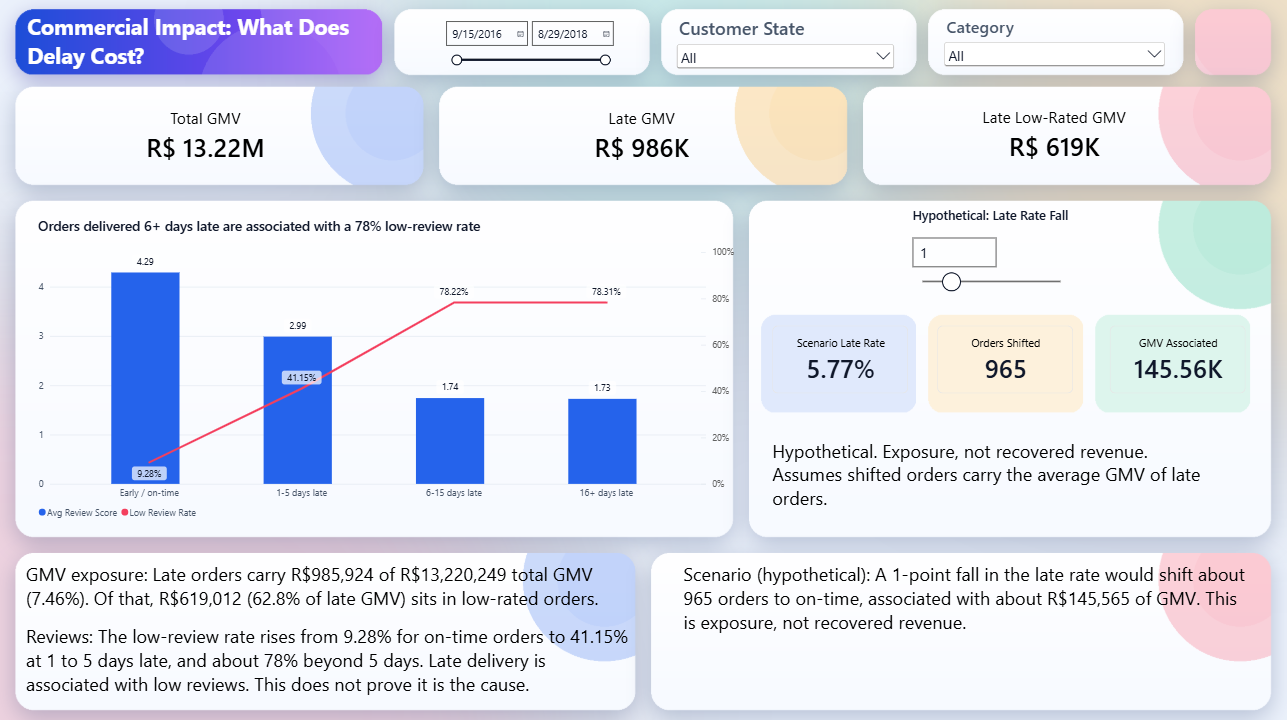 Commercial Impact: What Does
Delay Cost?
9/15/2016
8/29/2018
Customer State
All
Category
All
Total GMV
R$ 13.22M
Late GMV
R$ 986K
Late Low-Rated GMV
R$ 619K
Orders delivered 6+ days late are associated with a 78% low-review rate
100%
80%
60%
40%
20%
0%
4
3
2
1
0
4.29
2.99
1.74
1.73
9.28%
41.15%
78.22%
78.31%
Early / on-time
1-5 days late
6-15 days late
16+ days late
Avg Review Score
Low Review Rate
Hypothetical: Late Rate Fall
1
Scenario Late Rate
5.77%
Orders Shifted
965
GMV Associated
145.56K
Hypothetical. Exposure, not recovered revenue.
Assumes shifted orders carry the average GMV of late
orders.
GMV exposure: Late orders carry R$985,924 of R$13,220,249 total GMV
(7.46%). Of that, R$619,012 (62.8% of late GMV) sits in low-rated orders.
Reviews: The low-review rate rises from 9.28% for on-time orders to 41.15%
at 1 to 5 days late, and about 78% beyond 5 days. Late delivery is
associated with low reviews. This does not prove it is the cause.
Scenario (hypothetical): A 1-point fall in the late rate would shift about
965 orders to on-time, associated with about R$145,565 of GMV. This
is exposure, not recovered revenue.